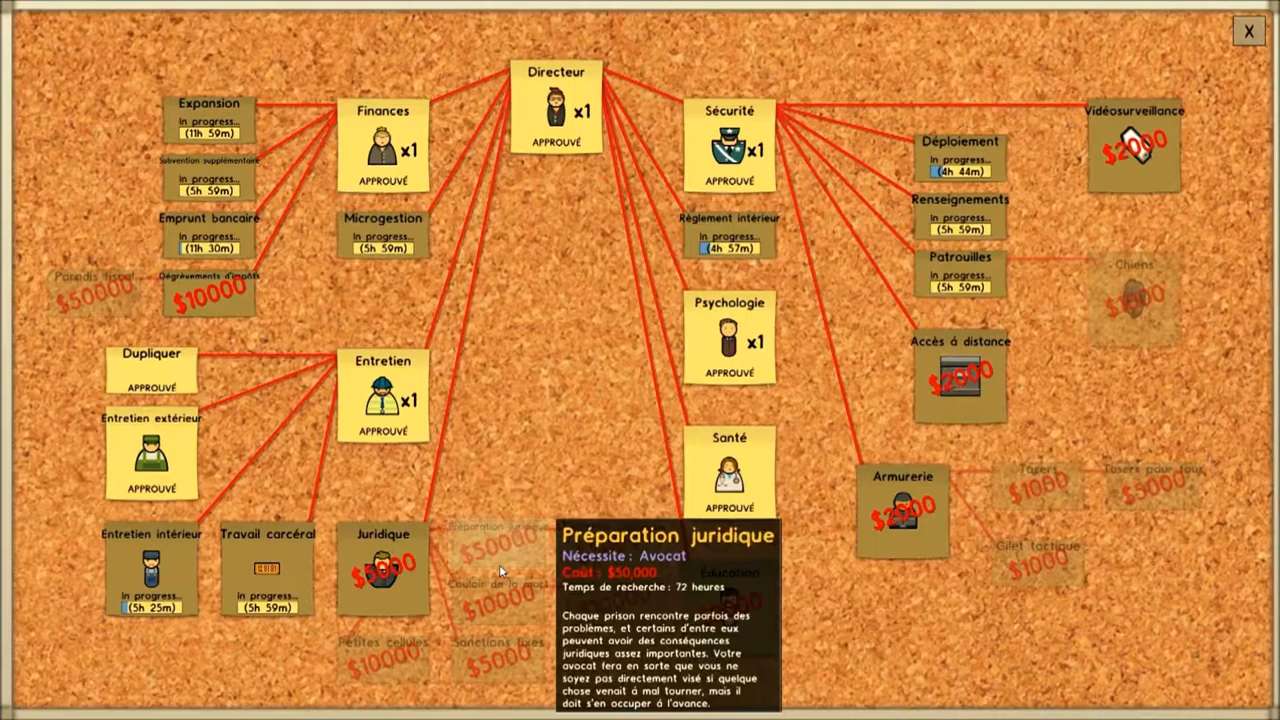 X
Directeur
x1
APPROUVÉ
Expansion
In progress...
(11h 59m)
Subvention supplémentaire
In progress...
(5h 59m)
Emprunt bancaire
In progress...
(11h 30m)
Paradis fiscal
$50000
Dégrèvements d'impôts
$10000
Finances
x1
APPROUVÉ
Microgestion
In progress...
(5h 59m)
Sécurité
x1
APPROUVÉ
Règlement intérieur
In progress...
(4h 57m)
Psychologie
x1
APPROUVÉ
Santé
APPROUVÉ
Vidéosurveillance
$2000
Déploiement
In progress...
(4h 44m)
Renseignements
In progress...
(5h 59m)
Patrouilles
In progress...
(5h 59m)
Chiens
$1000
Accès à distance
$2000
Armurerie
$2000
Tasers
$1000
Tasers pour tous
$5000
Gilet tactique
$1000
Dupliquer
APPROUVÉ
Entretien
x1
APPROUVÉ
Entretien extérieur
APPROUVÉ
Entretien intérieur
In progress...
(5h 25m)
Travail carcéral
In progress...
(5h 59m)
Juridique
$5000
Préparation juridique
$50000
Couloir de la mort
$10000
Petites cellules
$10000
Sanctions fixes
$5000
Éducation
Préparation juridique
Nécessite : Avocat
Coût : $50,000
Temps de recherche : 72 heures
Chaque prison rencontre parfois des
problèmes, et certains d'entre eux
peuvent avoir des conséquences
juridiques assez importantes. Votre
avocat fera en sorte que vous ne
soyez pas directement visé si quelque
chose venait à mal tourner, mais il
doit s'en occuper à l'avance.